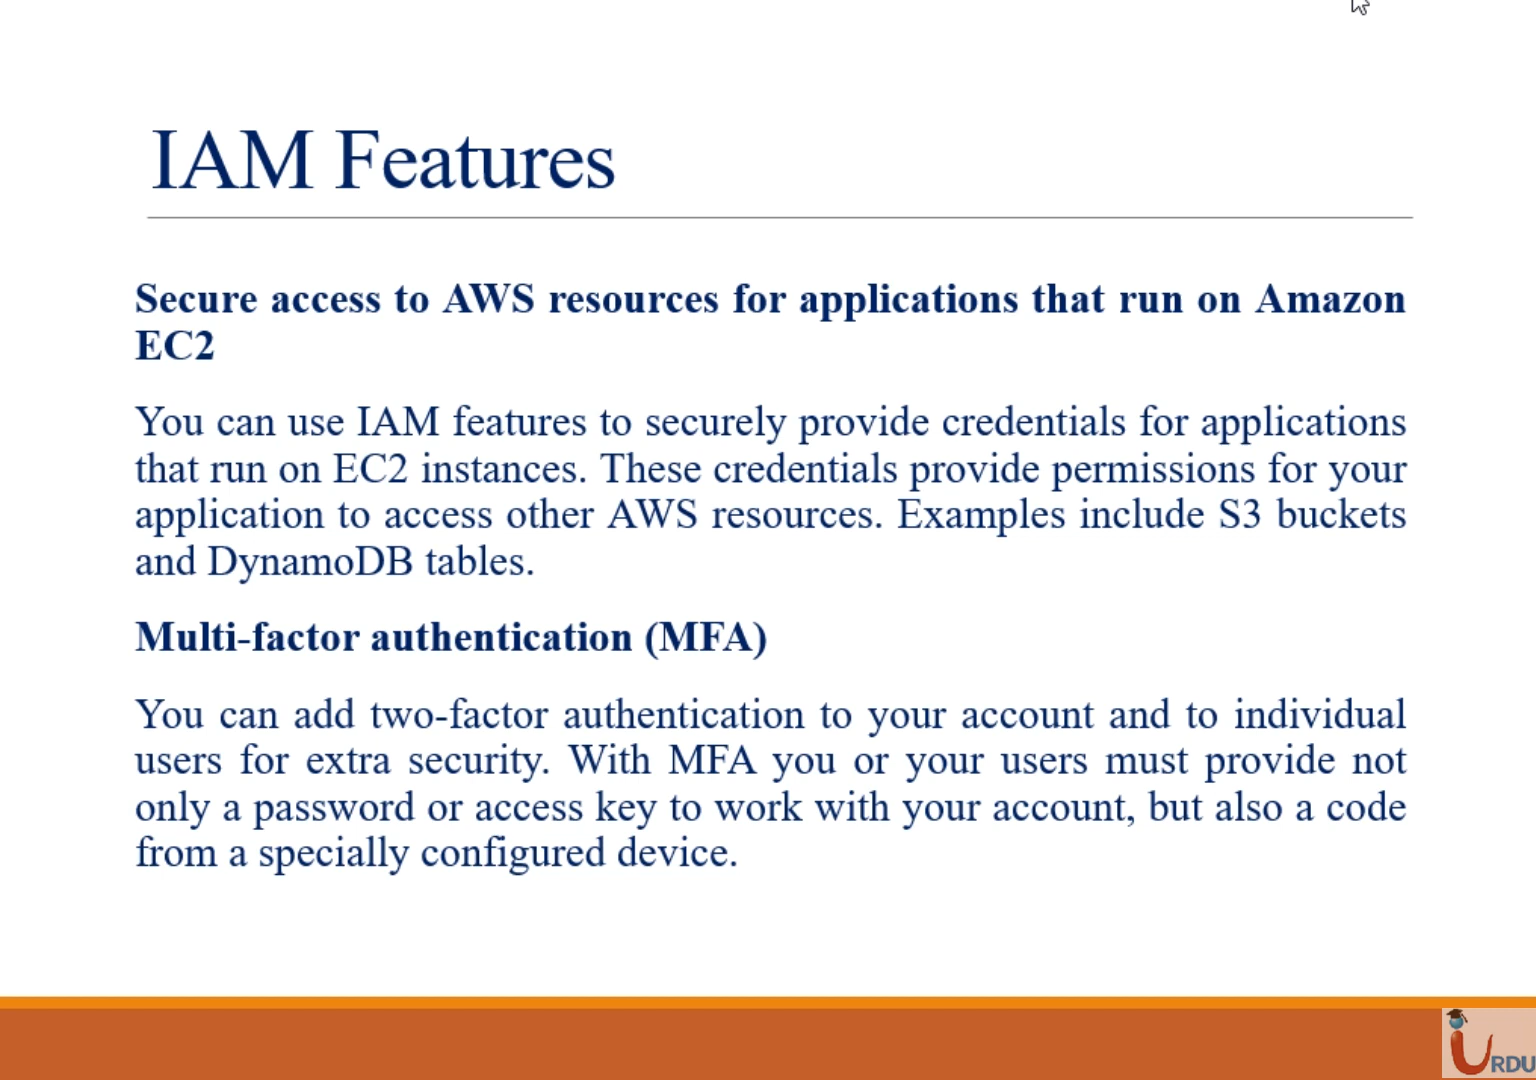 IAM Features
Secure access to AWS resources for applications that run on Amazon
EC2
You can use IAM features to securely provide credentials for applications
that run on EC2 instances. These credentials provide permissions for your
application to access other AWS resources. Examples include S3 buckets
and DynamoDB tables.
Multi-factor authentication (MFA)
You can add two-factor authentication to your account and to individual
users for extra security. With MFA you or your users must provide not
only a password or access key to work with your account, but also a code
from a specially configured device.
iURDU